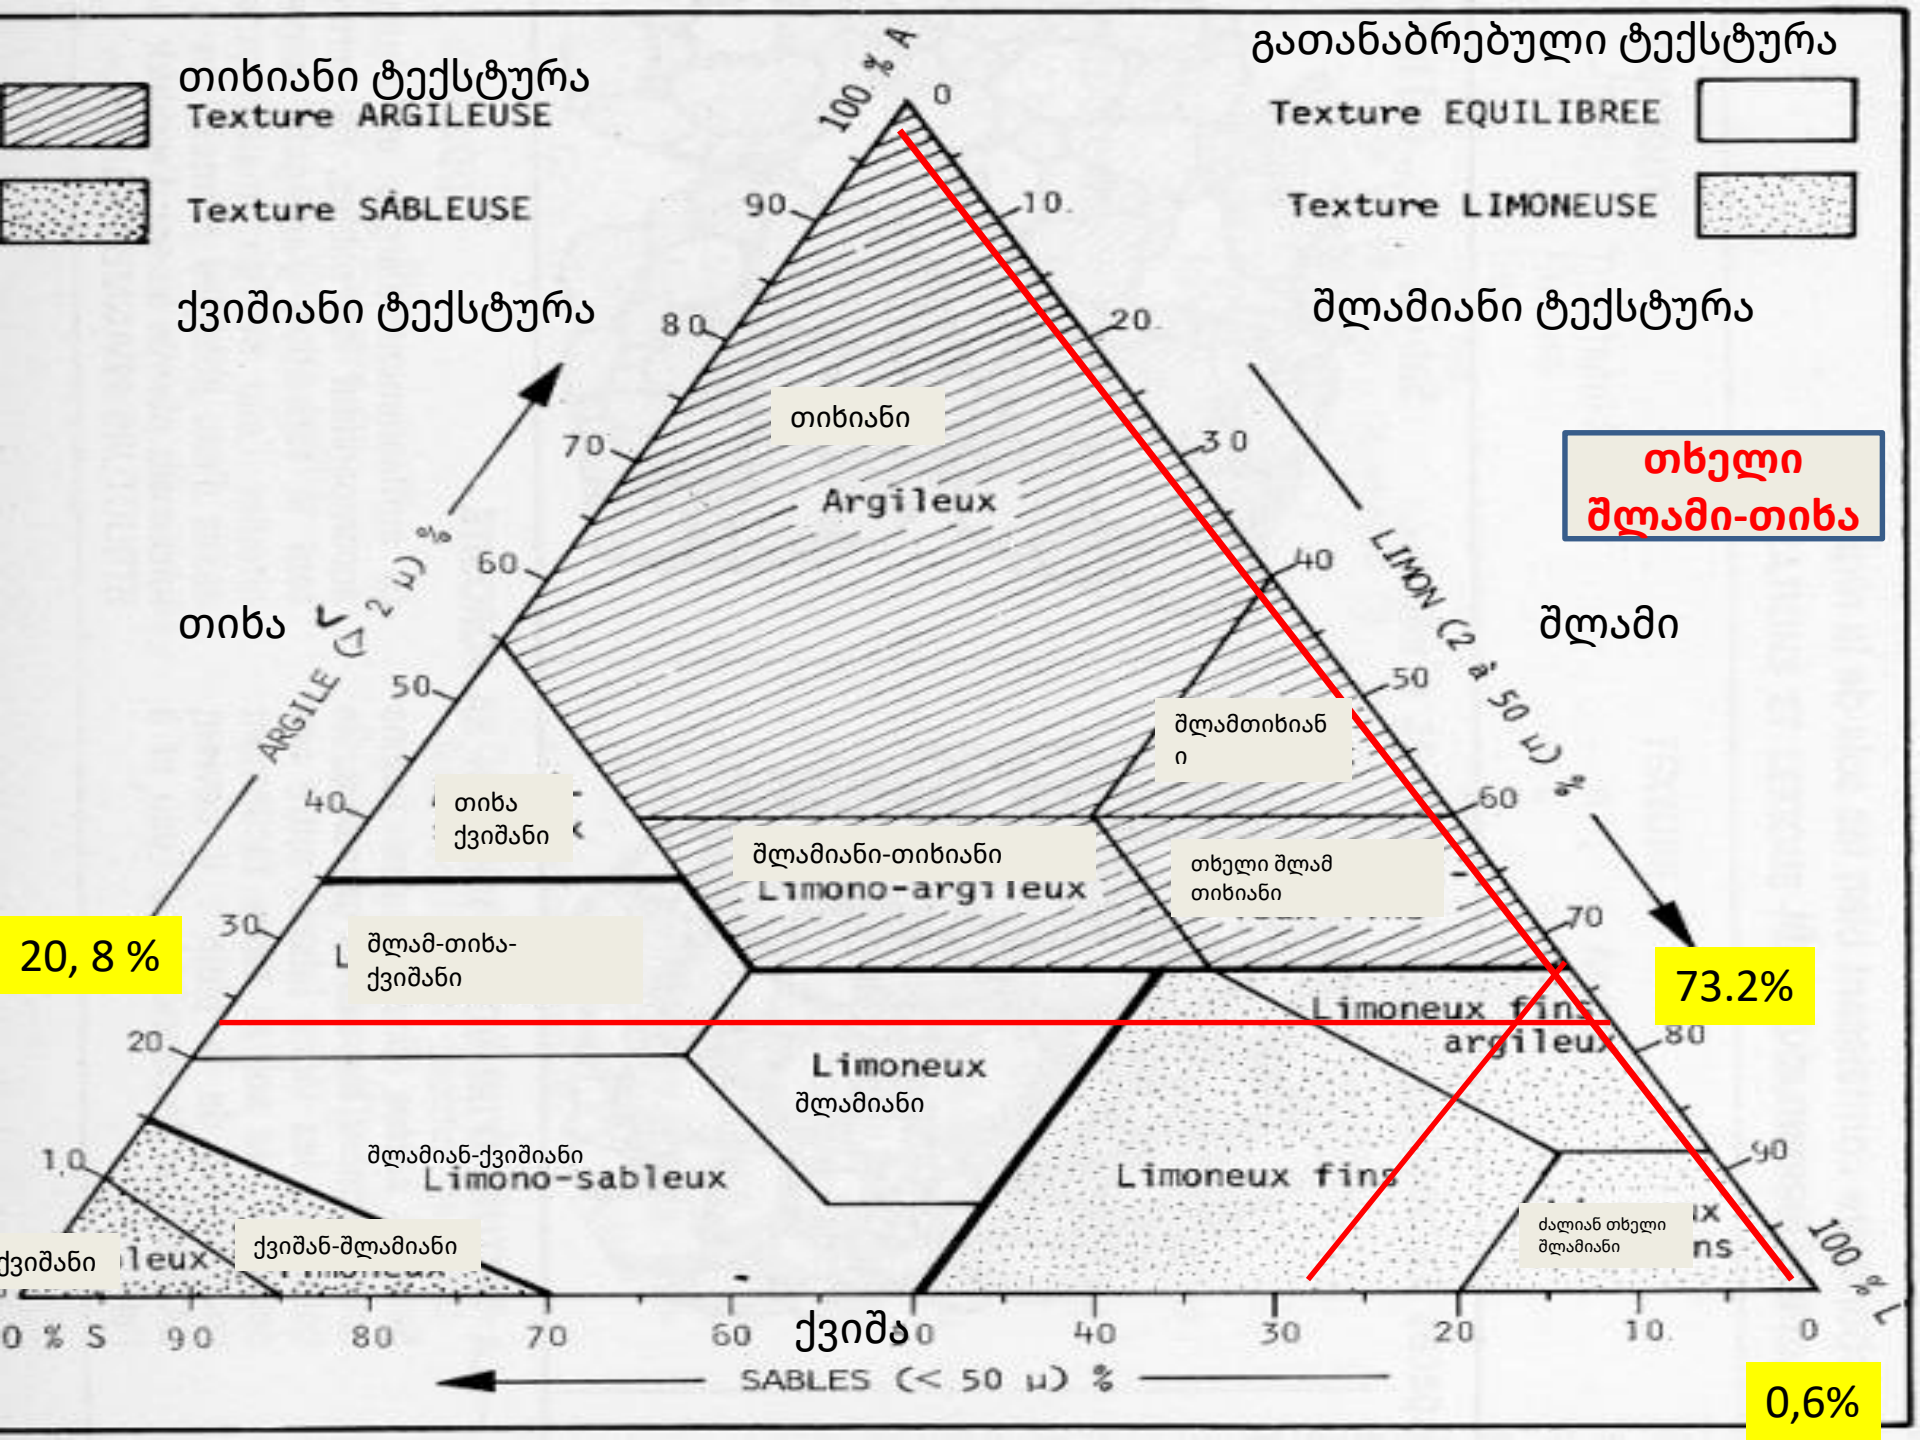 თიხიანი ტექსტურა
Texture ARGILEUSE
Texture SÁBLEUSE
ქვიშიანი ტექსტურა
გათანაბრებული ტექსტურა
Texture EQUILIBREE
Texture LIMONEUSE
შლამიანი ტექსტურა
100 % A
0
90
10.
80
20.
70
30
60
40
50
50
40
60
30
70
20
80
10
90
თიხიანი
Argileux
თხელი
შლამი-თიხა
თიხა
ARGILE (> 2 µ) %
LIMON (2 à 50 µ) %
შლამი
შლამთიხიან
ი
თიხა
ქვიშანი
შლამიანი-თიხიანი
Limono-argileux
თხელი შლამ
თიხიანი
20, 8 %
73.2%
შლამ-თიხა-
ქვიშანი
Limoneux fins
argileux
Limoneux
შლამიანი
შლამიან-ქვიშიანი
Limono-sableux
Limoneux fins
ძალიან თხელი
შლამიანი
ქვიშანი
ქვიშან-შლამიანი
100 % L
0 % S 90 80 70 60 ქვიშა 40 30 20 10. 0
SABLES (< 50 µ) %
0,6%